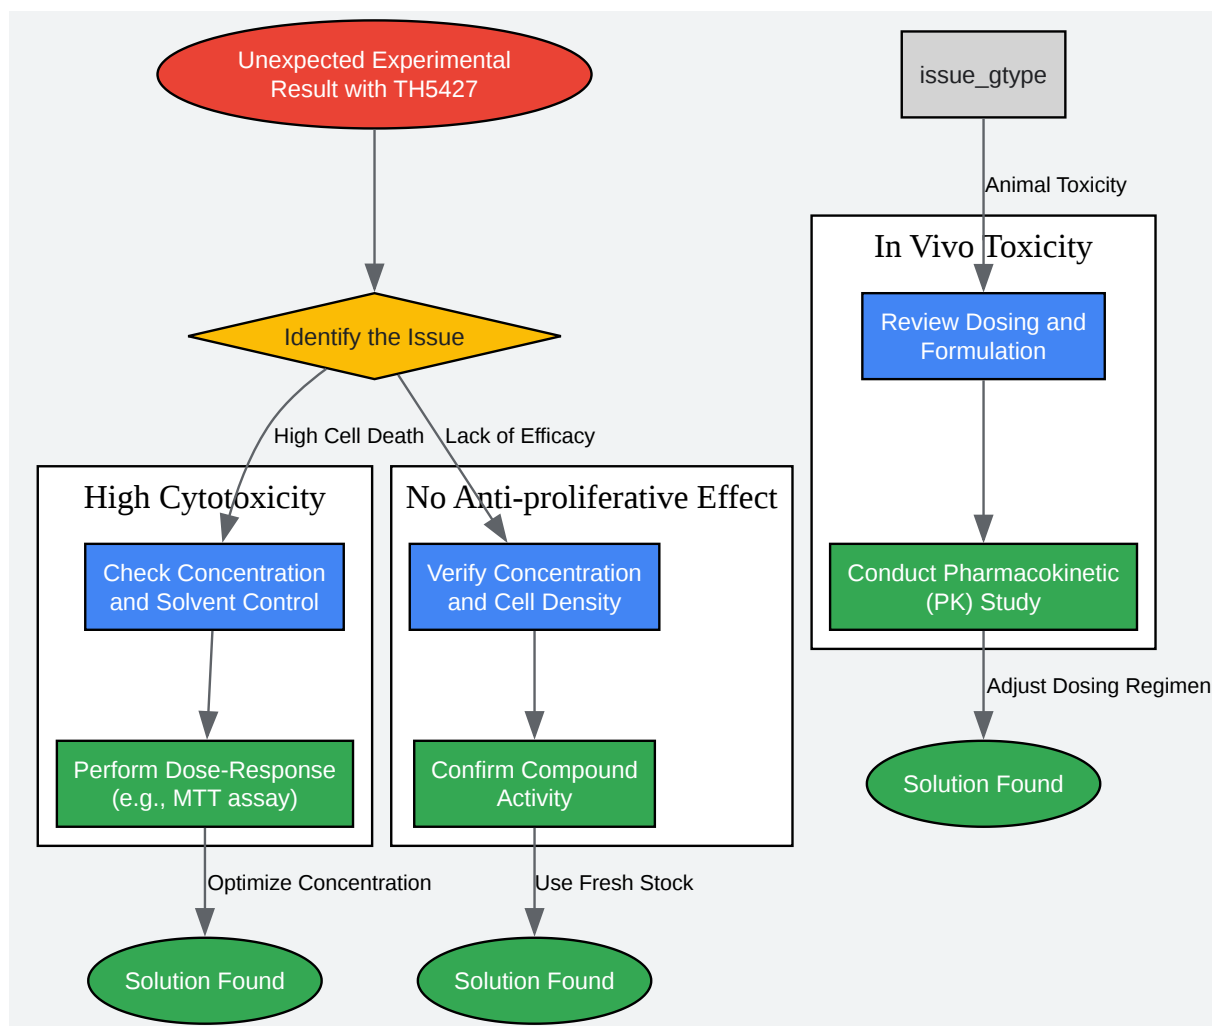 Unexpected Experimental
Result with TH5427
issue_gtype
Animal Toxicity
In Vivo Toxicity
Identify the Issue
Review Dosing and
Formulation
High Cell Death
Lack of Efficacy
High Cytotoxicity
No Anti-proliferative Effect
Check Concentration
and Solvent Control
Verify Concentration
and Cell Density
Conduct Pharmacokinetic
(PK) Study
Adjust Dosing Regimen
Perform Dose-Response
(e.g., MTT assay)
Confirm Compound
Activity
Solution Found
Optimize Concentration
Use Fresh Stock
Solution Found
Solution Found